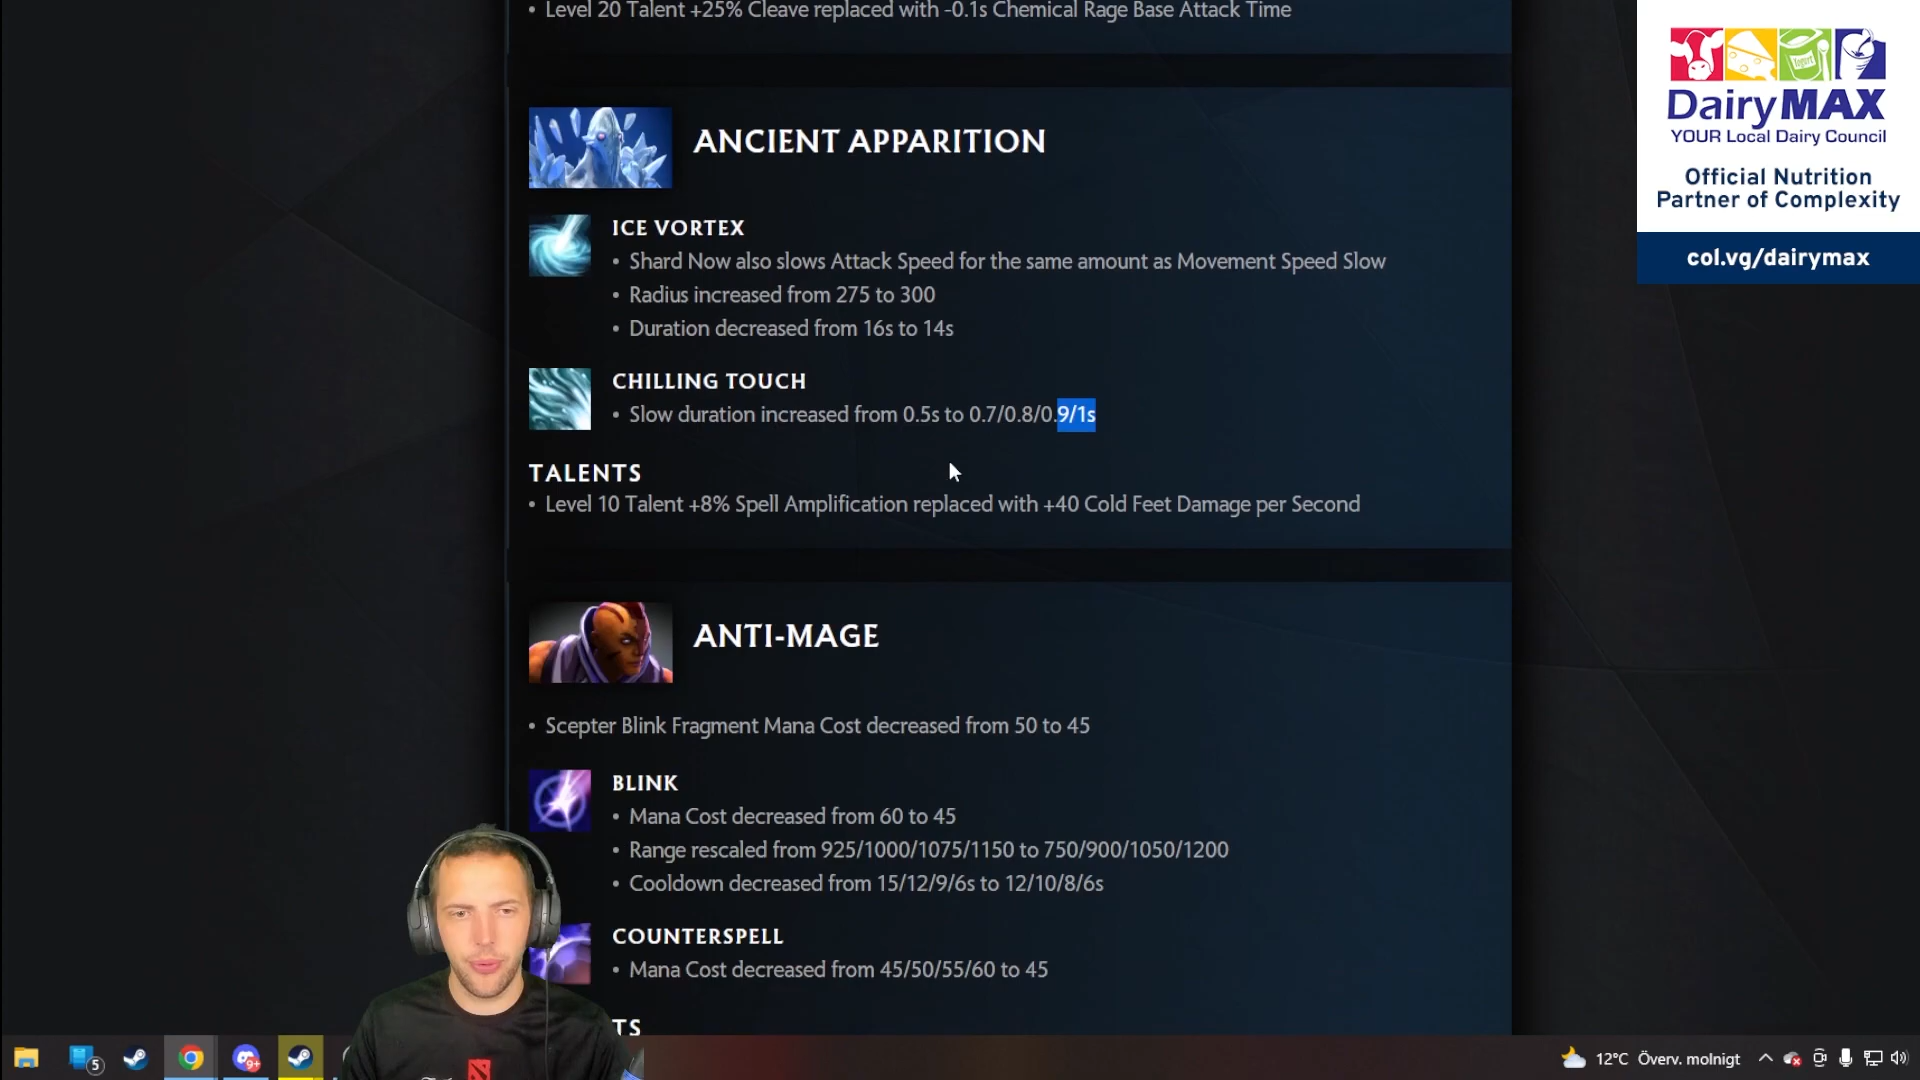 • Level 20 Talent +25% Cleave replaced with -0.1s Chemical Rage Base Attack Time
ANCIENT APPARITION
ICE VORTEX
• Shard Now also slows Attack Speed for the same amount as Movement Speed Slow
• Radius increased from 275 to 300
• Duration decreased from 16s to 14s
CHILLING TOUCH
• Slow duration increased from 0.5s to 0.7/0.8/0.9/1s
TALENTS
• Level 10 Talent +8% Spell Amplification replaced with +40 Cold Feet Damage per Second
ANTI-MAGE
• Scepter Blink Fragment Mana Cost decreased from 50 to 45
BLINK
• Mana Cost decreased from 60 to 45
• Range rescaled from 925/1000/1075/1150 to 750/900/1050/1200
• Cooldown decreased from 15/12/9/6s to 12/10/8/6s
COUNTERSPELL
• Mana Cost decreased from 45/50/55/60 to 45
TS
DairyMAX
YOUR Local Dairy Council
Official Nutrition
Partner of Complexity
col.vg/dairymax
5
9+
12°C Överv. molnigt